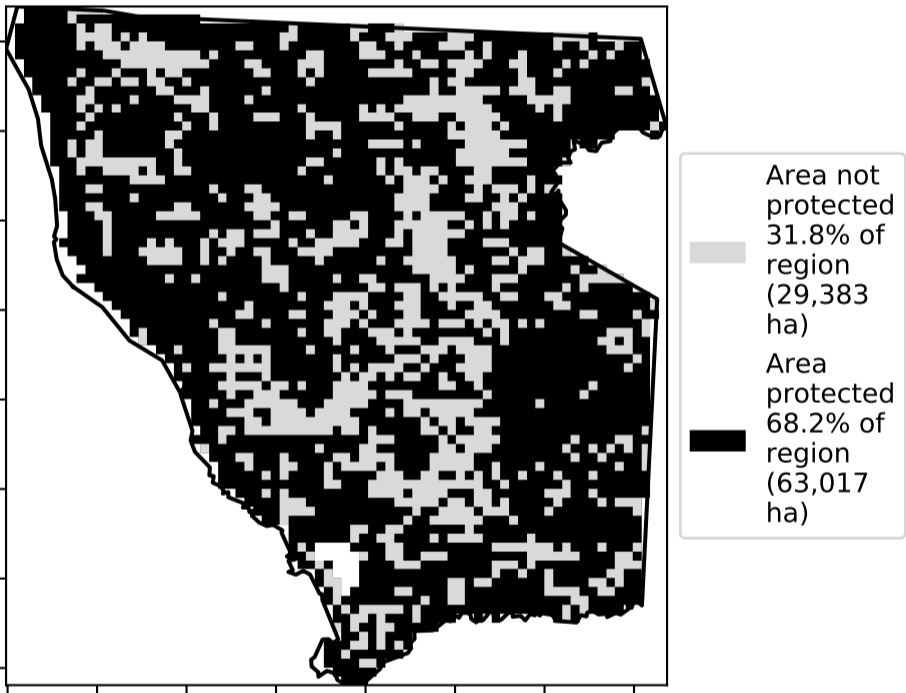 Area not
protected
31.8% of
region
(29,383
ha)
Area
protected
68.2% of
region
(63,017
ha)